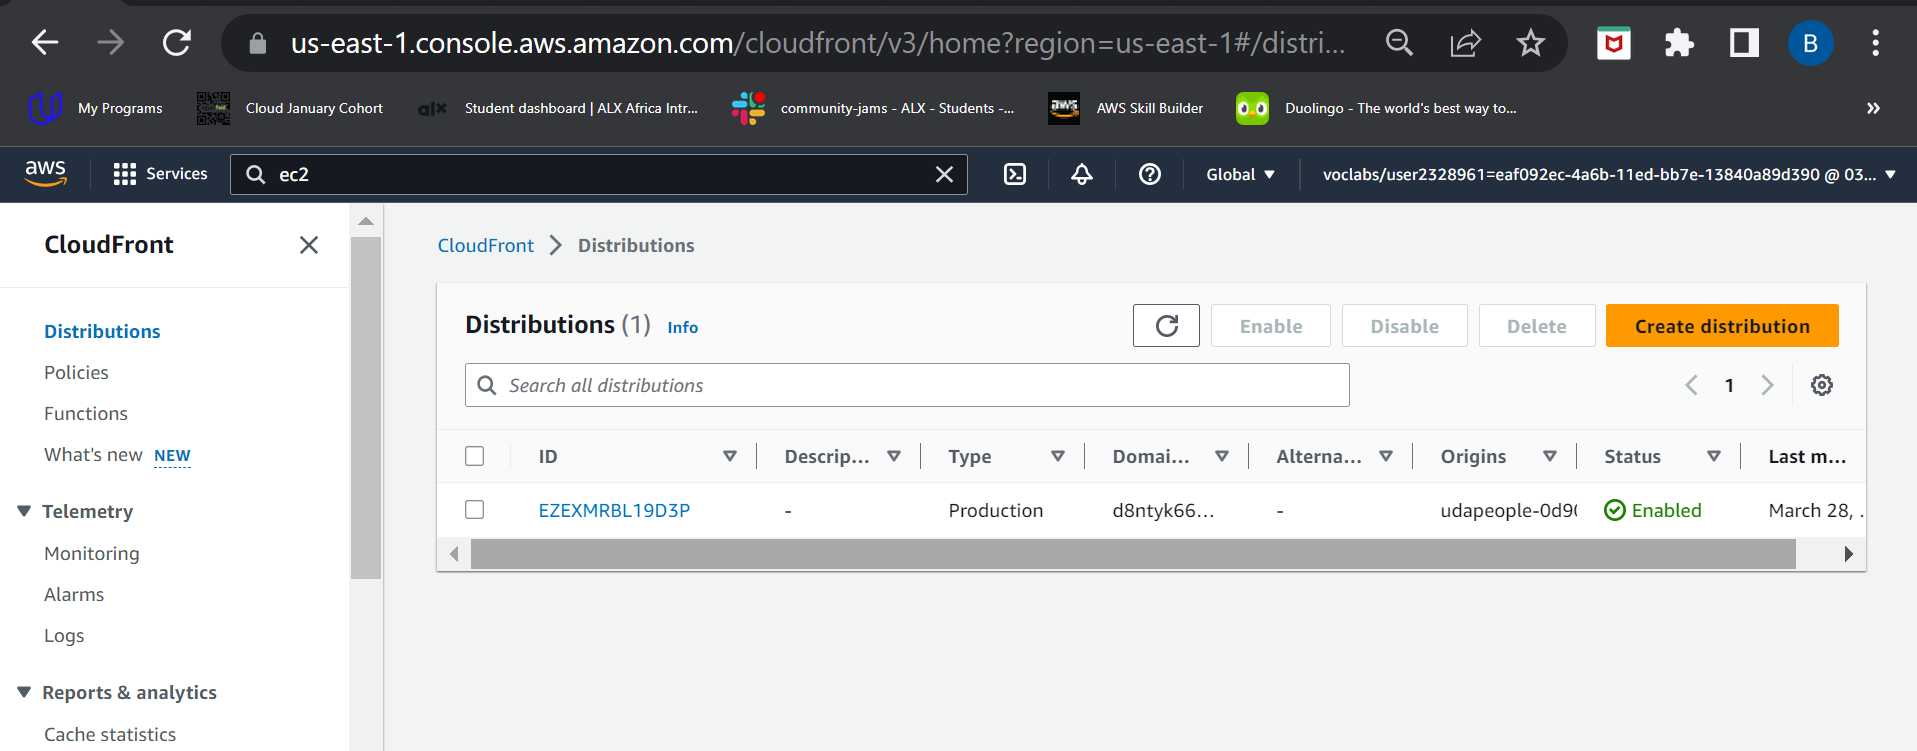 us-east-1.console.aws.amazon.com/cloudfront/v3/home?region=us-east-1#/distri...
B
My Programs
Cloud January Cohort
alx
Student dashboard | ALX Africa Intr...
community-jams - ALX - Students -...
aws
AWS Skill Builder
Duolingo - The world's best way to...
»
aws
Services
ec2
Global
voclabs/user2328961=eaf092ec-4a6b-11ed-bb7e-13840a89d390 @ 03...
CloudFront
Distributions
Policies
Functions
What's new NEW
Telemetry
Monitoring
Alarms
Logs
Reports & analytics
Cache statistics
CloudFront > Distributions
Distributions (1) Info
Enable
Disable
Delete
Create distribution
Search all distributions
1
ID Descrip... Type Domai... Alterna... Origins Status Last m...
EZEXMRBL19D3P - Production d8ntyk66... - udapeople-0d90 Enabled March 28, .